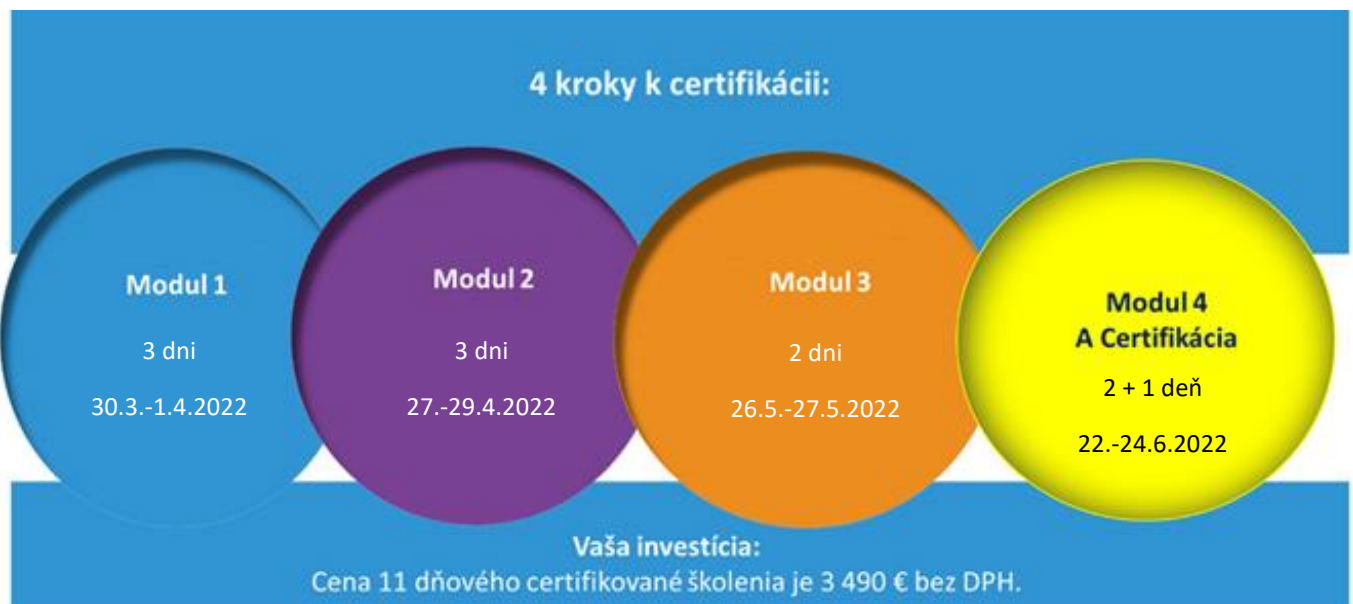 4 kroky k certifikácii:
Modul 1
3 dni
30.3.-1.4.2022
Modul 2
3 dni
27.-29.4.2022
Modul 3
2 dni
26.5.-27.5.2022
Modul 4
A Certifikácia
2 + 1 deň
22.-24.6.2022
Vaša investícia:
Cena 11 dňového certifikované školenia je 3 490 € bez DPH.